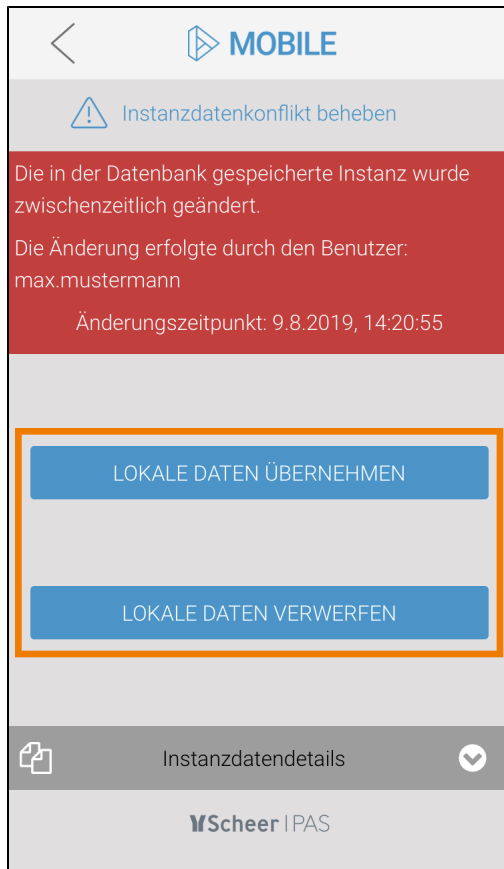 MOBILE
Instanzdatenkonflikt beheben
Die in der Datenbank gespeicherte Instanz wurde
zwischenzeitlich geändert.
Die Änderung erfolgte durch den Benutzer:
max.mustermann
Änderungszeitpunkt: 9.8.2019, 14:20:55
LOKALE DATEN ÜBERNEHMEN
LOKALE DATEN VERWERFEN
Instanzdatendetails
Scheer | PAS